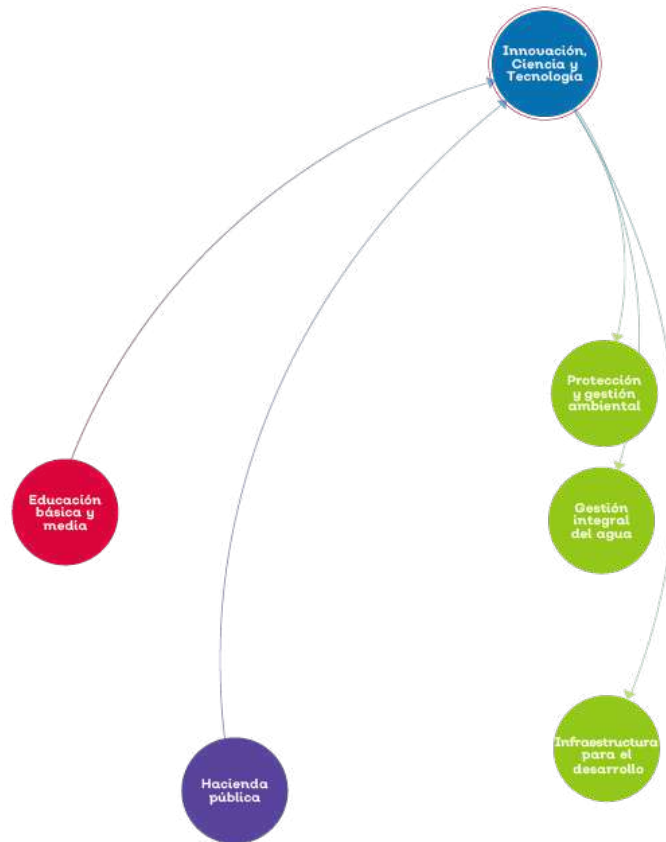 Innovación,
Ciencia y
Tecnología
Protección
y gestión
ambiental
Educación
básica y
media
Gestión
integral
del agua
Infraestructura
para el
desarrollo
Hacienda
pública